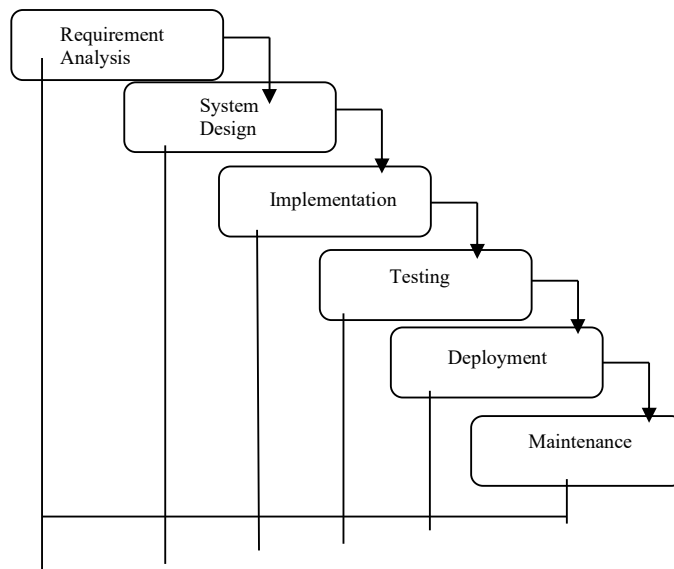 Requirement
Analysis
System
Design
Implementation
Testing
Deployment
Maintenance